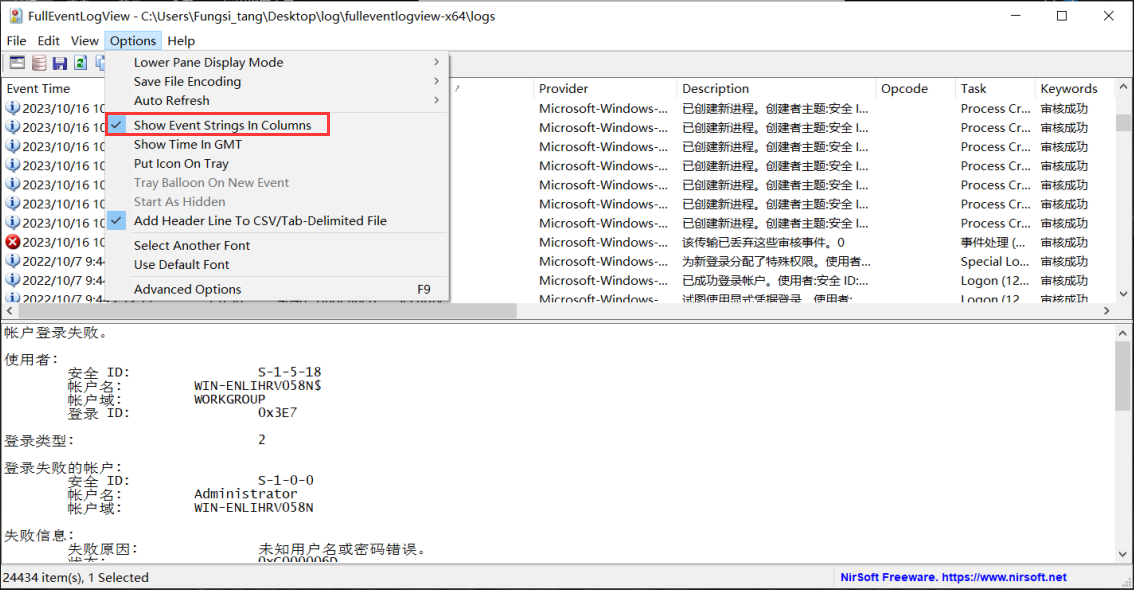 FullEventLogView - C:\Users\Fungsi_tang\Desktop\log\fulleventlogview-x64\logs
File Edit View Options Help
Lower Pane Display Mode
Save File Encoding
Auto Refresh
Show Event Strings In Columns
Show Time In GMT
Put Icon On Tray
Tray Balloon On New Event
Start As Hidden
Add Header Line To CSV/Tab-Delimited File
Select Another Font
Use Default Font
Advanced Options F9
Event Time Provider Description Opcode Task Keywords
2023/10/16 10 Microsoft-Windows-... 已创建新进程。创建者主题:安全 I... Process Cr... 审核成功
2023/10/16 10 Microsoft-Windows-... 已创建新进程。创建者主题:安全 I... Process Cr... 审核成功
2023/10/16 10 Microsoft-Windows-... 已创建新进程。创建者主题:安全 I... Process Cr... 审核成功
2023/10/16 10 Microsoft-Windows-... 已创建新进程。创建者主题:安全 I... Process Cr... 审核成功
2023/10/16 10 Microsoft-Windows-... 已创建新进程。创建者主题:安全 I... Process Cr... 审核成功
2023/10/16 10 Microsoft-Windows-... 已创建新进程。创建者主题:安全 I... Process Cr... 审核成功
2023/10/16 10 Microsoft-Windows-... 已创建新进程。创建者主题:安全 I... Process Cr... 审核成功
2023/10/16 10 Microsoft-Windows-... 该传输已丢弃这些审核事件。0 事件处理 (... 审核成功
2022/10/7 9:4 Microsoft-Windows-... 为新登录分配了特殊权限。使用者... Special Lo... 审核成功
2022/10/7 9:4 Microsoft-Windows-... 已成功登录帐户。使用者:安全 ID:... Logon (12... 审核成功
2022/10/7 9:4 Microsoft-Windows-... 试图使用显式凭据登录。使用者: Logon (12 审核成功
帐户登录失败。
使用者:
安全 ID: S-1-5-18
帐户名: WIN-ENLIHRVO58N$
帐户域: WORKGROUP
登录 ID: 0x3E7
登录类型: 2
登录失败的帐户:
安全 ID: S-1-0-0
帐户名: Administrator
帐户域: WIN-ENLIHRVO58N
失败信息:
失败原因: 未知用户名或密码错误。
状态: 0xC000006D
24434 item(s), 1 Selected
NirSoft Freeware. https://www.nirsoft.net